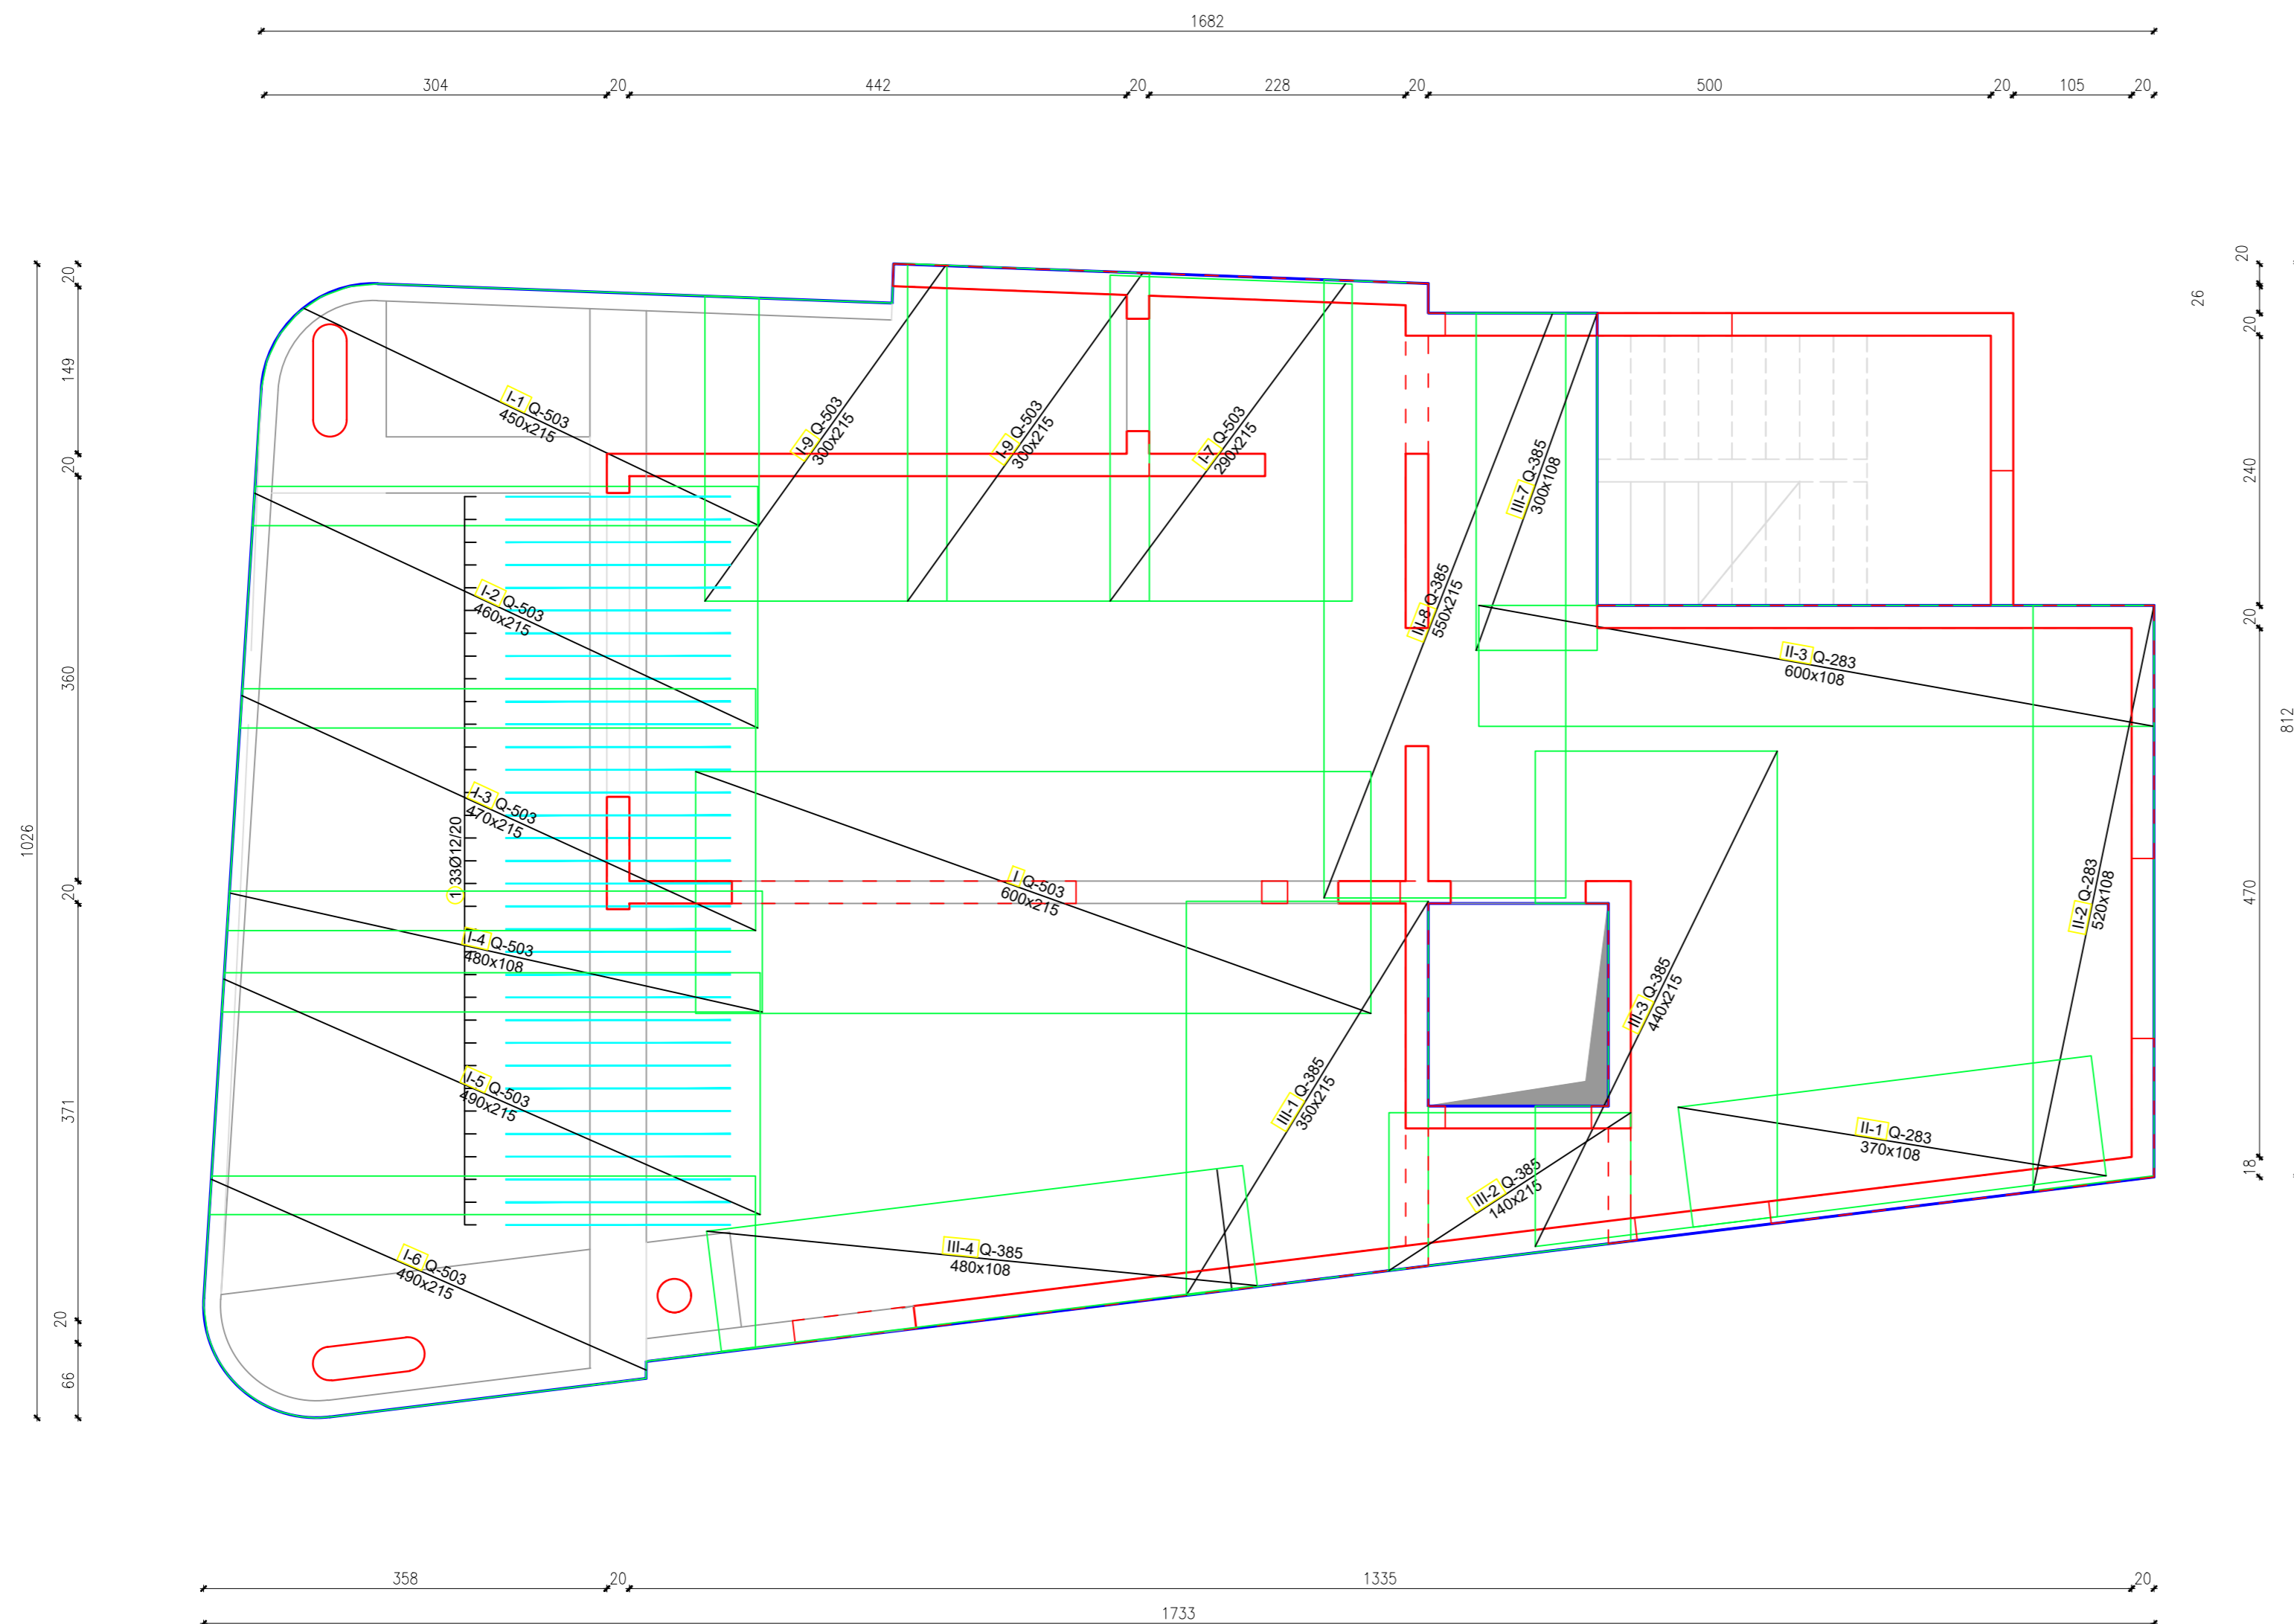 1682
304
20
442
20
228
20
500
20
105
20
1026
20
149
20
360
20
371
20
66
20
26
20
240
20
812
470
18
I-1 Q-503
450x215
I-9 Q-503
300x215
I-9 Q-503
300x215
I-7 Q-503
290x215
III-7 Q-385
300x108
III-8 Q-385
550x215
I-2 Q-503
460x215
II-3 Q-283
600x108
I-3 Q-503
470x215
1 33Ø12/20
I Q-503
600x215
II-2 Q-283
520x108
I-4 Q-503
480x108
III-3 Q-385
440x215
I-5 Q-503
490x215
III-1 Q-385
350x215
II-1 Q-283
370x108
III-2 Q-385
140x215
I-6 Q-503
490x215
III-4 Q-385
480x108
358
20
1335
20
1733